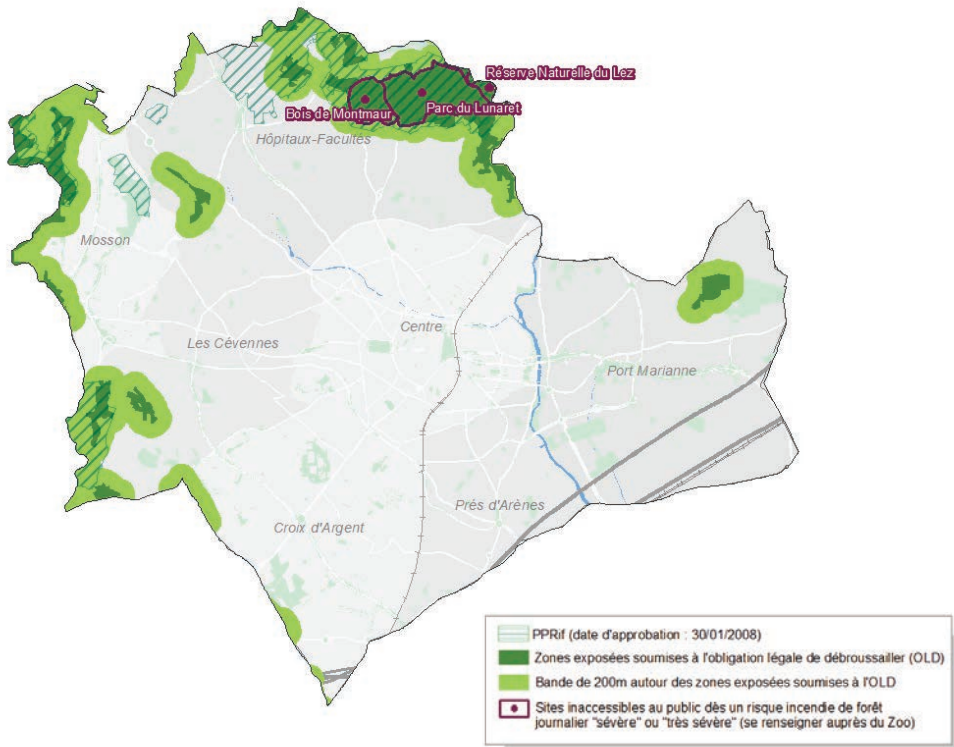 Réserve Naturelle du Lez
Bois de Montmaur
Parc du Lunaret
Hôpitaux-Facultés
Mosson
Centre
Les Cévennes
Port Marianne
Près d'Arènes
Croix d'Argent
PPRif (date d'approbation : 30/01/2008)
Zones exposées soumises à l'obligation légale de débroussailler (OLD)
Bande de 200m autour des zones exposées soumises à l'OLD
Sites inaccessibles au public dès un risque incendie de forêt
journalier "sévère" ou "très sévère" (se renseigner auprès du Zoo)